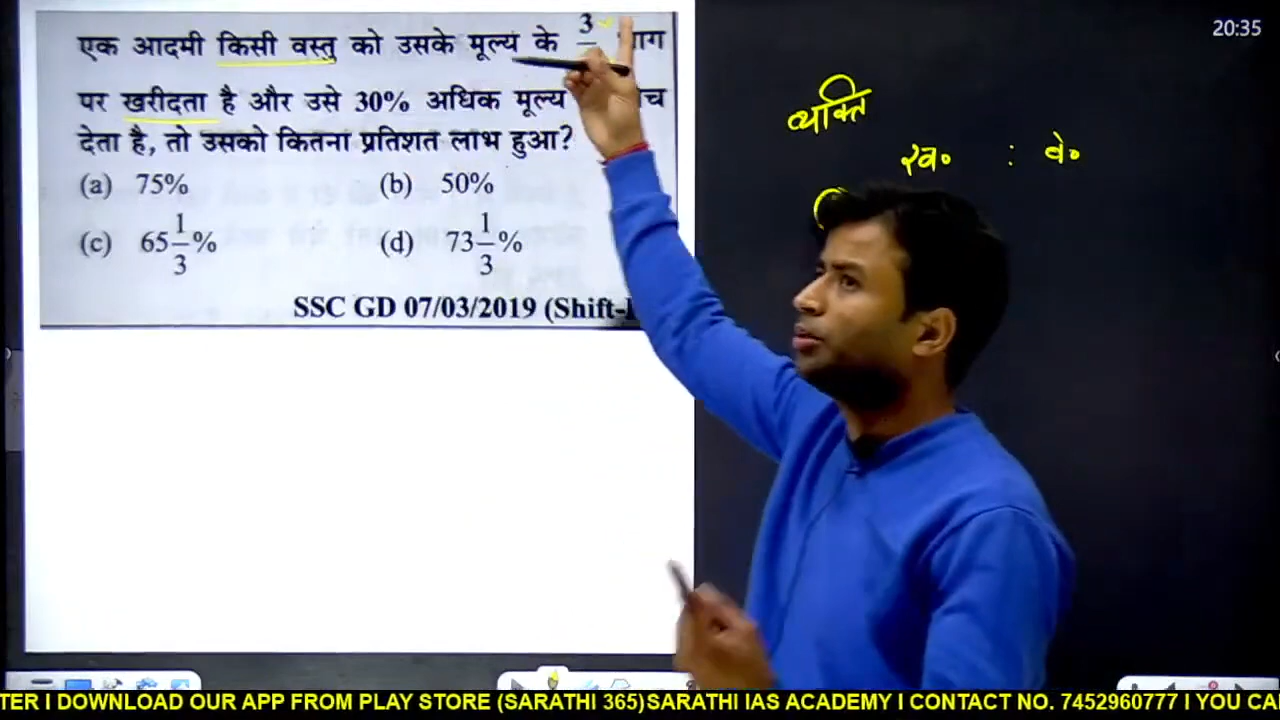 20:35
एक आदमी किसी वस्तु को उसके मूल्य के 3
पर खरीदता है और उसे 30% अधिक मूल्य
देता है, तो उसको कितना प्रतिशत लाभ हुआ?
(a) 75% (b) 50%
(c) 65 1/3% (d) 73 1/3%
SSC GD 07/03/2019 (Shift-
व्यक्ति
ख० : वे०
TER I DOWNLOAD OUR APP FROM PLAY STORE (SARATHI 365)SARATHI IAS ACADEMY I CONTACT NO. 7452960777 I YOU CA